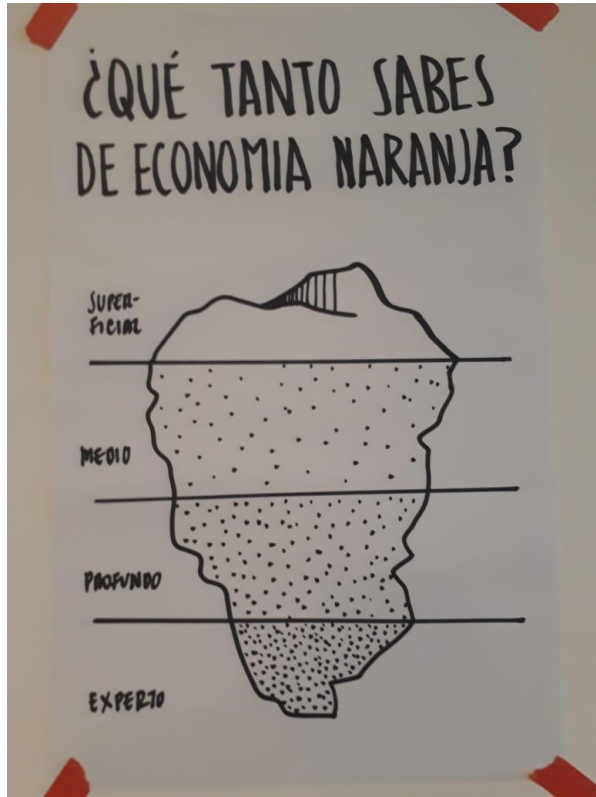 ¿QUÉ TANTO SABES
DE ECONOMIA NARANJA?
SUPER-
FICIAL
MEDIO
PROFUNDO
EXPERTO